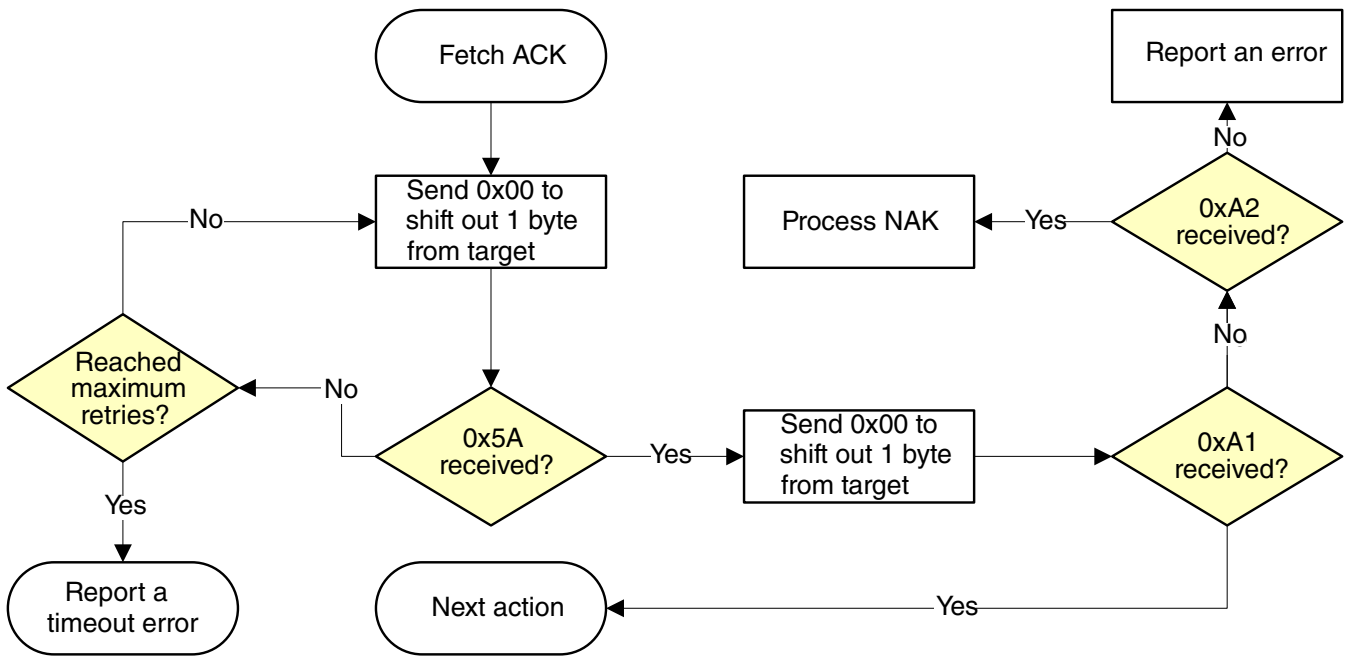 Fetch ACK
Report an error
No
Send 0x00 to
shift out 1 byte
from target
No
Process NAK
Yes
0xA2
received?
No
Reached
maximum
retries?
No
0x5A
received?
Yes
Send 0x00 to
shift out 1 byte
from target
0xA1
received?
Yes
Report a
timeout error
Next action
Yes